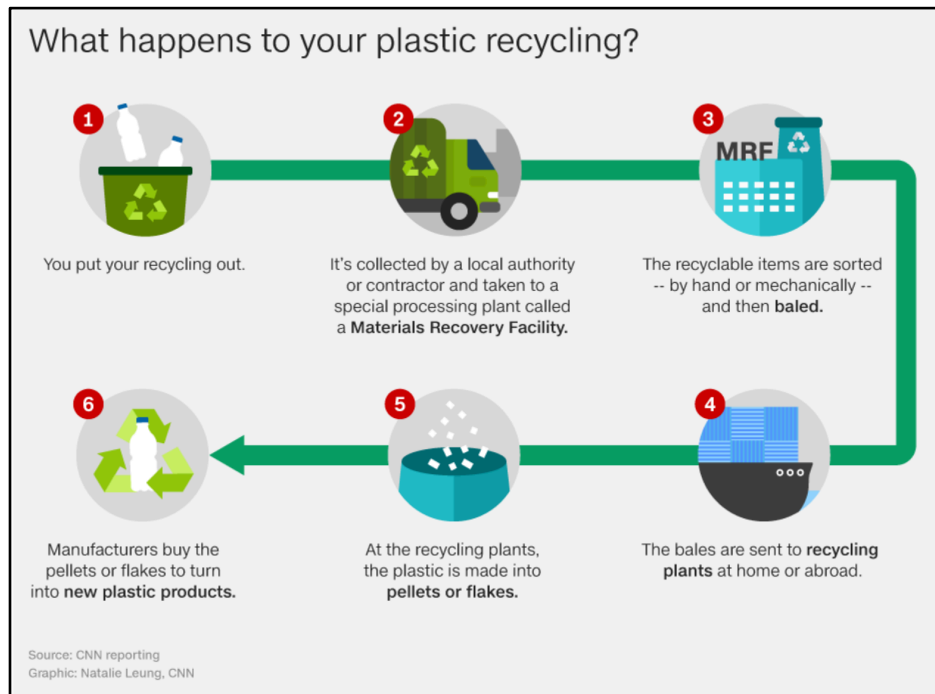 What happens to your plastic recycling?
1
2
3
MRF
You put your recycling out.
It's collected by a local authority
or contractor and taken to a
special processing plant called
a Materials Recovery Facility.
The recyclable items are sorted
-- by hand or mechanically --
and then baled.
4
The bales are sent to recycling
plants at home or abroad.
5
At the recycling plants,
the plastic is made into
pellets or flakes.
6
Manufacturers buy the
pellets or flakes to turn
into new plastic products.
Source: CNN reporting
Graphic: Natalie Leung, CNN